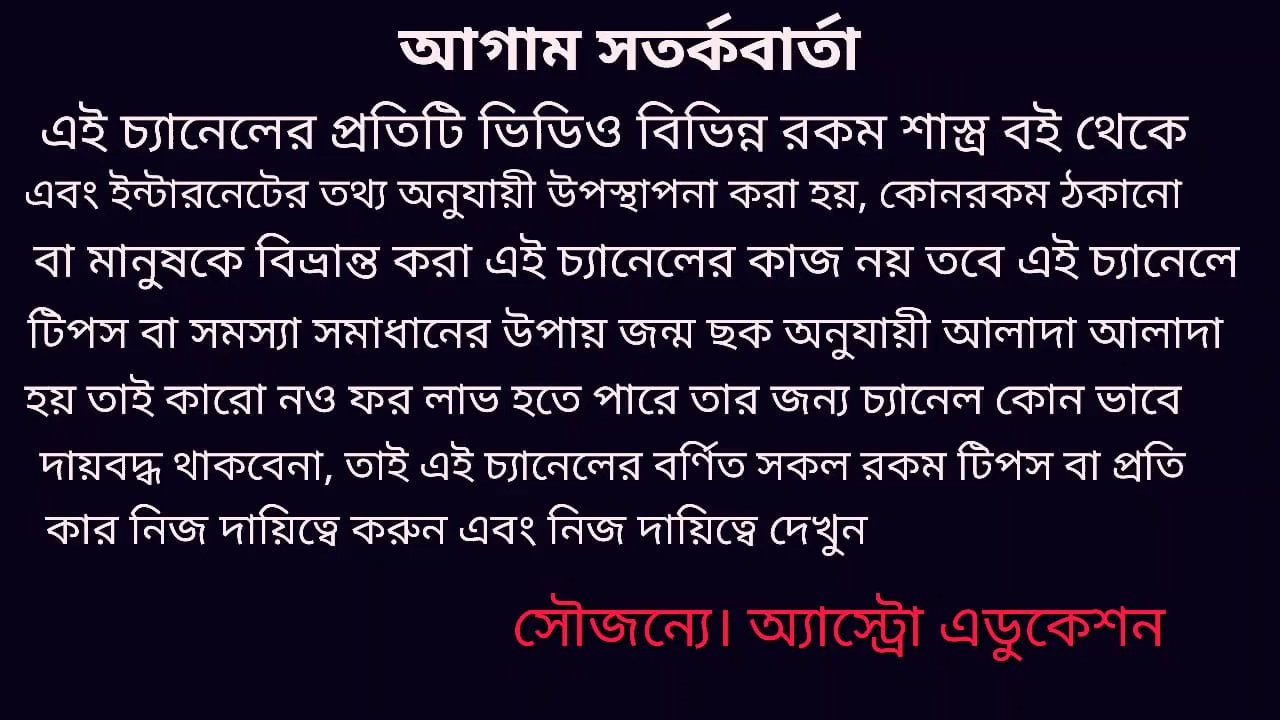 আগাম সতর্কবার্তা
এই চ্যানেলের প্রতিটি ভিডিও বিভিন্ন রকম শাস্ত্র বই থেকে
এবং ইন্টারনেটের তথ্য অনুযায়ী উপস্থাপনা করা হয়, কোনরকম ঠকানো
বা মানুষকে বিভ্রান্ত করা এই চ্যানেলের কাজ নয় তবে এই চ্যানেলে
টিপস বা সমস্যা সমাধানের উপায় জন্ম ছক অনুযায়ী আলাদা আলাদা
হয় তাই কারো নও ফর লাভ হতে পারে তার জন্য চ্যানেল কোন ভাবে
দায়বদ্ধ থাকবেনা, তাই এই চ্যানেলের বর্ণিত সকল রকম টিপস বা প্রতি
কার নিজ দায়িত্বে করুন এবং নিজ দায়িত্বে দেখুন
সৌজন্যে। অ্যাস্ট্রো এডুকেশন